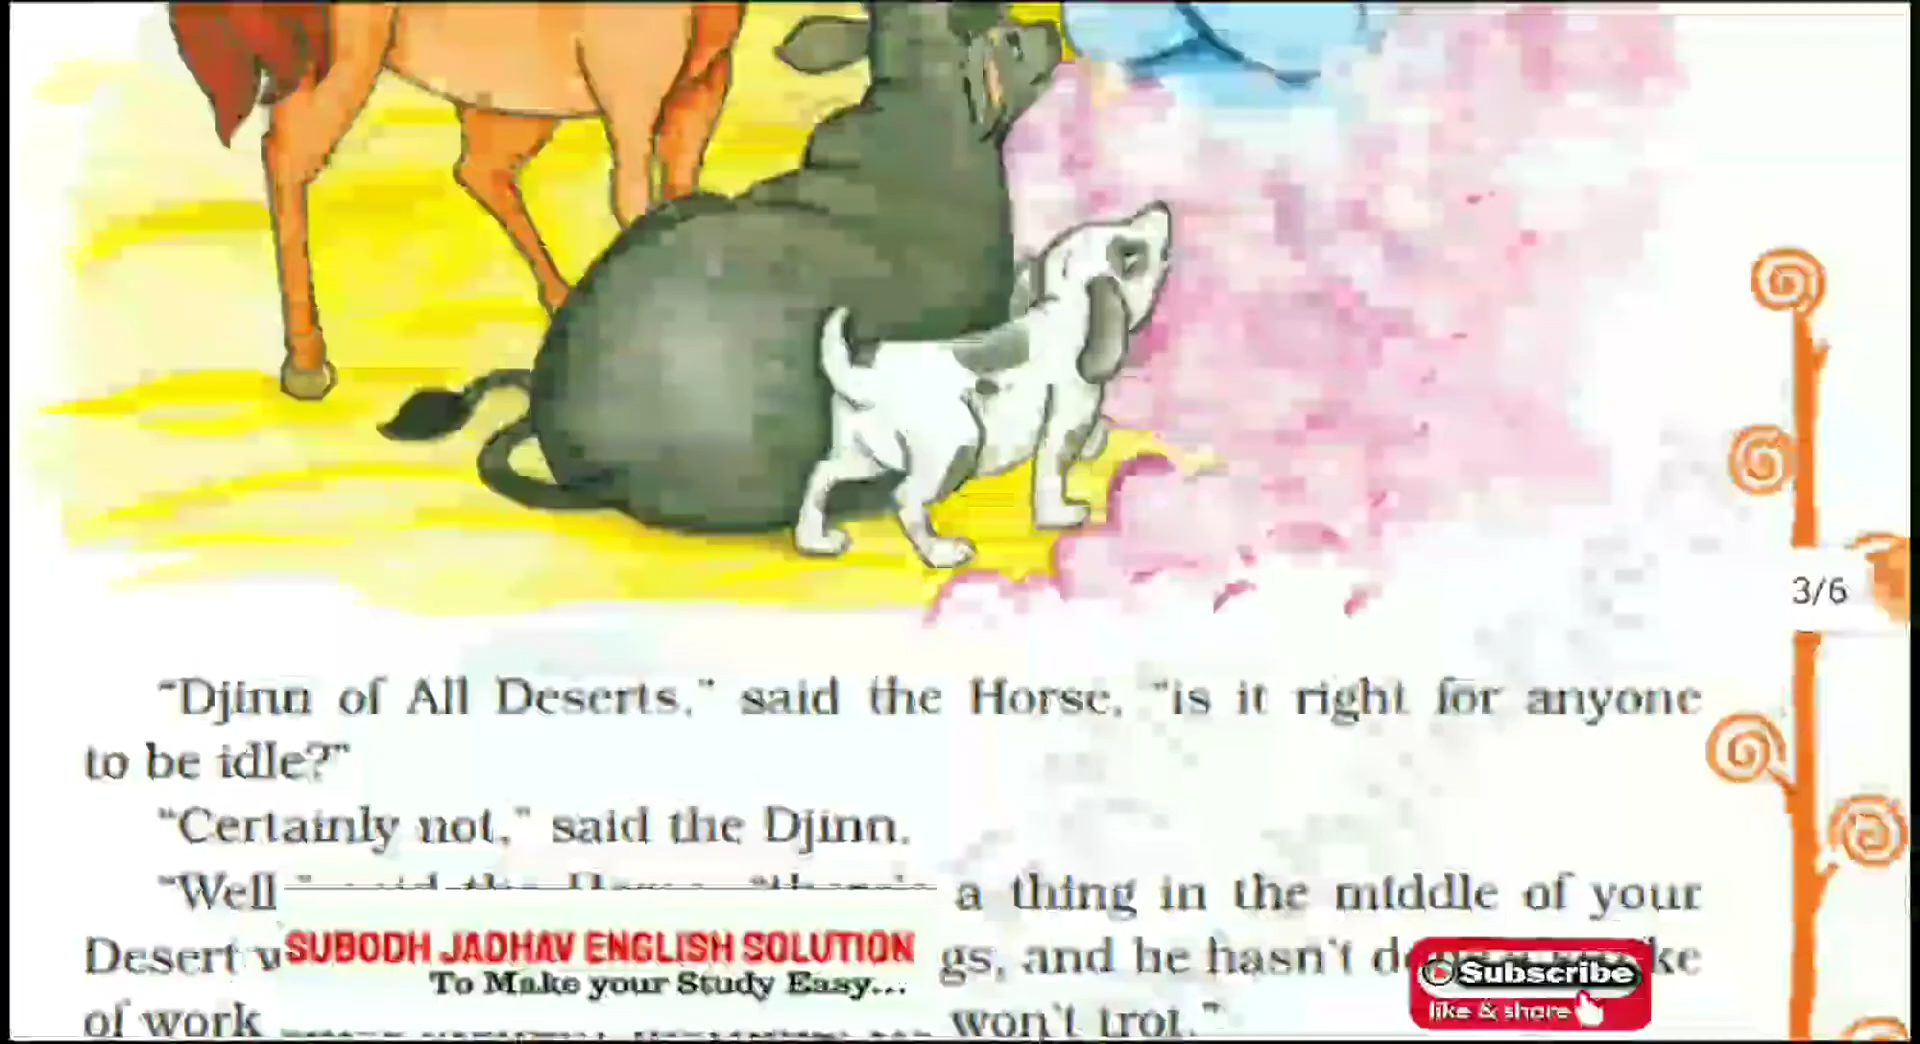 3/6
“Djinn of All Deserts,” said the Horse, “is it right for anyone
to be idle?”
“Certainly not,” said the Djinn.
“Well a thing in the middle of your
Desert gs, and he hasn't ke
of work won't trot.”
SUBODH JADHAV ENGLISH SOLUTION
To Make your Study Easy...
Subscribe
like & share